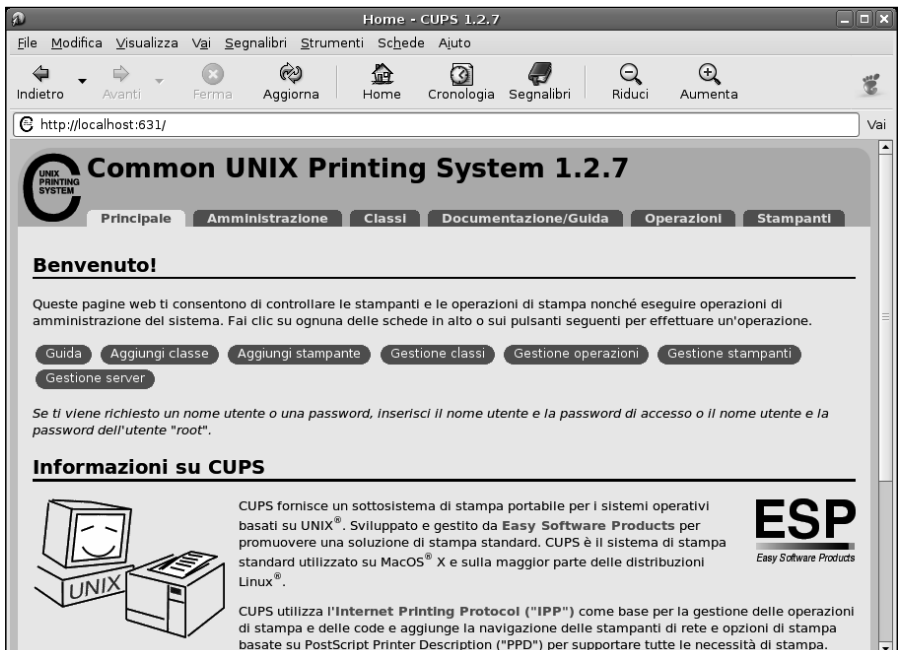 Home - CUPS 1.2.7
File Modifica Visualizza Vai Segnalibri Strumenti Schede Aiuto
Indietro Avanti Ferma Aggiorna Home Cronologia Segnalibri Riduci Aumenta
http://localhost:631/ Vai
UNIX
PRINTING
SYSTEM
Common UNIX Printing System 1.2.7
Principale Amministrazione Classi Documentazione/Guida Operazioni Stampanti
Benvenuto!
Queste pagine web ti consentono di controllare le stampanti e le operazioni di stampa nonché eseguire operazioni di
amministrazione del sistema. Fai clic su ognuna delle schede in alto o sui pulsanti seguenti per effettuare un'operazione.
Guida Aggiungi classe Aggiungi stampante Gestione classi Gestione operazioni Gestione stampanti
Gestione server
Se ti viene richiesto un nome utente o una password, inserisci il nome utente e la password di accesso o il nome utente e la
password dell'utente "root".
Informazioni su CUPS
UNIX
CUPS fornisce un sottosistema di stampa portabile per i sistemi operativi
basati su UNIX®. Sviluppato e gestito da Easy Software Products per
promuovere una soluzione di stampa standard. CUPS è il sistema di stampa
standard utilizzato su MacOS® X e sulla maggior parte delle distribuzioni
Linux®.
ESP
Easy Software Products
CUPS utilizza l'Internet Printing Protocol ("IPP") come base per la gestione delle operazioni
di stampa e delle code e aggiunge la navigazione delle stampanti di rete e opzioni di stampa
basate su PostScript Printer Description ("PPD") per supportare tutte le necessità di stampa.